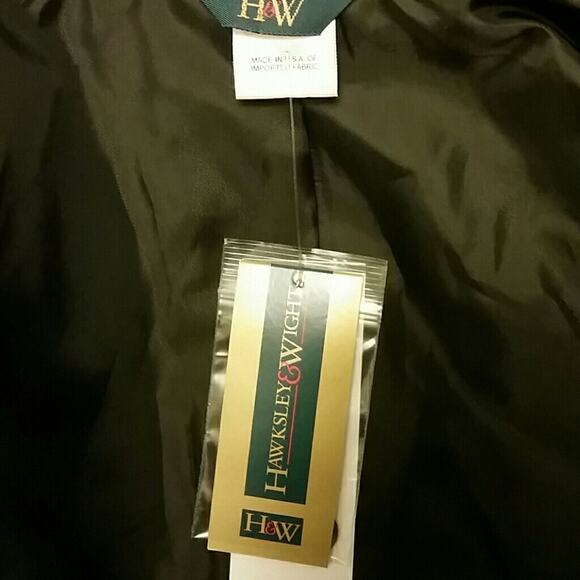 H&W
MADE IN U.S.A. OF
IMPORTED FABRIC
HAWKSLEY & WIGHT
H&W